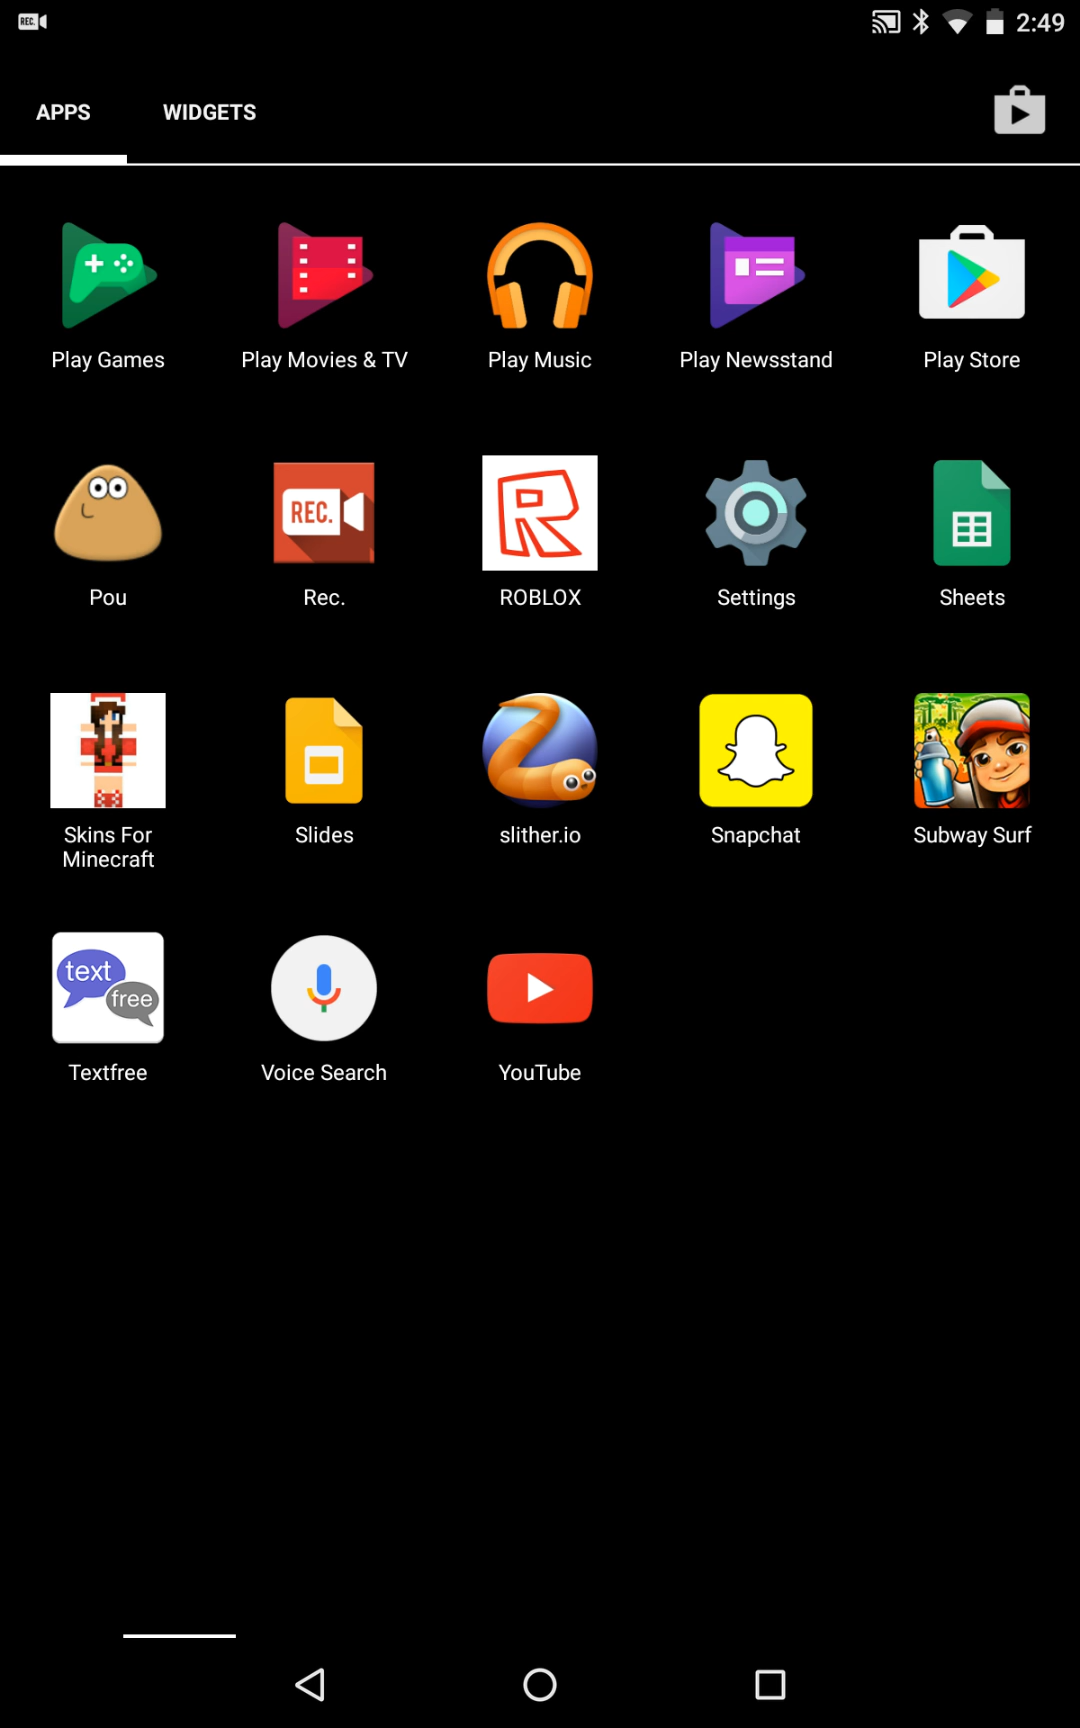 REC.
2:49
APPS
WIDGETS
Play Games
Play Movies & TV
Play Music
Play Newsstand
Play Store
REC.
Pou
Rec.
ROBLOX
Settings
Sheets
Skins For
Minecraft
Slides
slither.io
Snapchat
Subway Surf
text
free
Textfree
Voice Search
YouTube